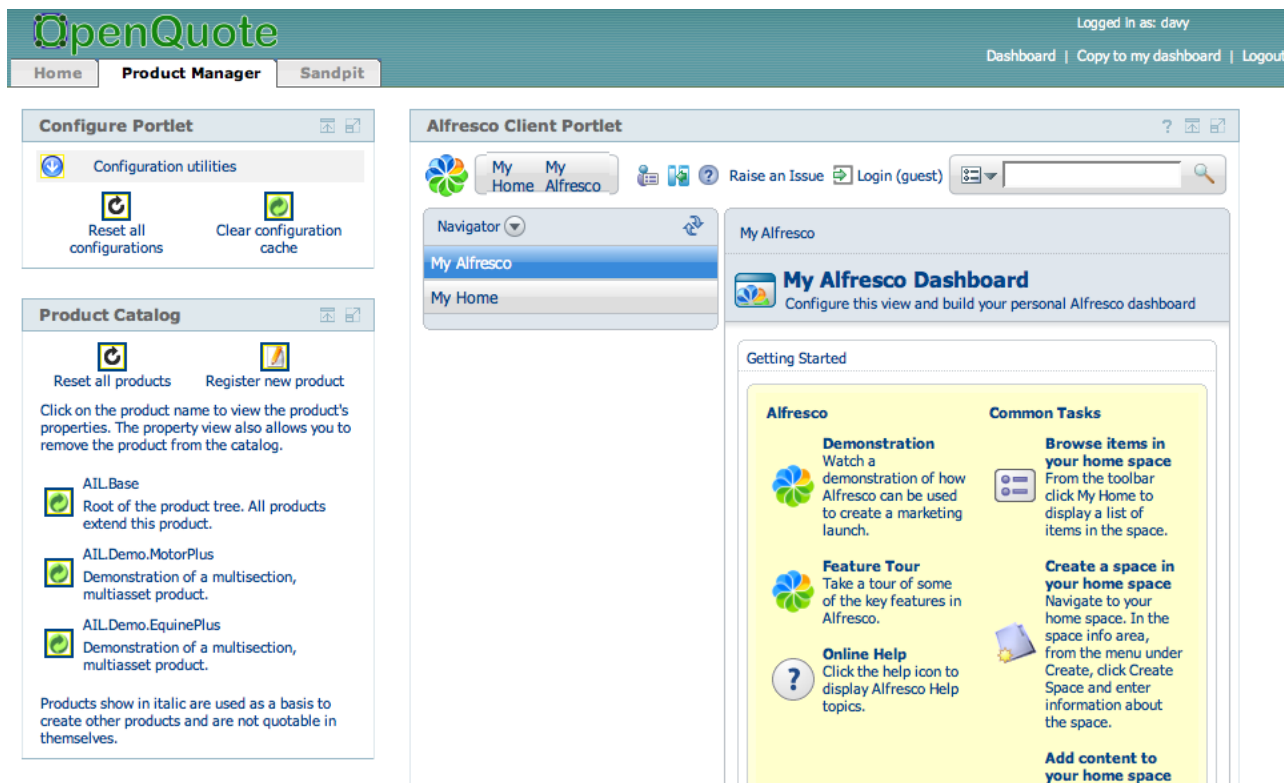 OpenQuote
Logged in as: davy
Dashboard | Copy to my dashboard | Logout
Home
Product Manager
Sandpit
Configure Portlet
Configuration utilities
Reset all
configurations
Clear configuration
cache
Product Catalog
Reset all products
Register new product
Click on the product name to view the product's
properties. The property view also allows you to
remove the product from the catalog.
AIL.Base
Root of the product tree. All products
extend this product.
AIL.Demo.MotorPlus
Demonstration of a multisection,
multiasset product.
AIL.Demo.EquinePlus
Demonstration of a multisection,
multiasset product.
Products show in italic are used as a basis to
create other products and are not quotable in
themselves.
Alfresco Client Portlet
?
My
Home
My
Alfresco
?
Raise an Issue
Login (guest)
Navigator
My Alfresco
My Home
My Alfresco
My Alfresco Dashboard
Configure this view and build your personal Alfresco dashboard
Getting Started
Alfresco
Demonstration
Watch a
demonstration of how
Alfresco can be used
to create a marketing
launch.
Feature Tour
Take a tour of some
of the key features in
Alfresco.
?
Online Help
Click the help icon to
display Alfresco Help
topics.
Common Tasks
Browse items in
your home space
From the toolbar
click My Home to
display a list of
items in the space.
Create a space in
your home space
Navigate to your
home space. In the
space info area,
from the menu under
Create, click Create
Space and enter
information about
the space.
Add content to
your home space